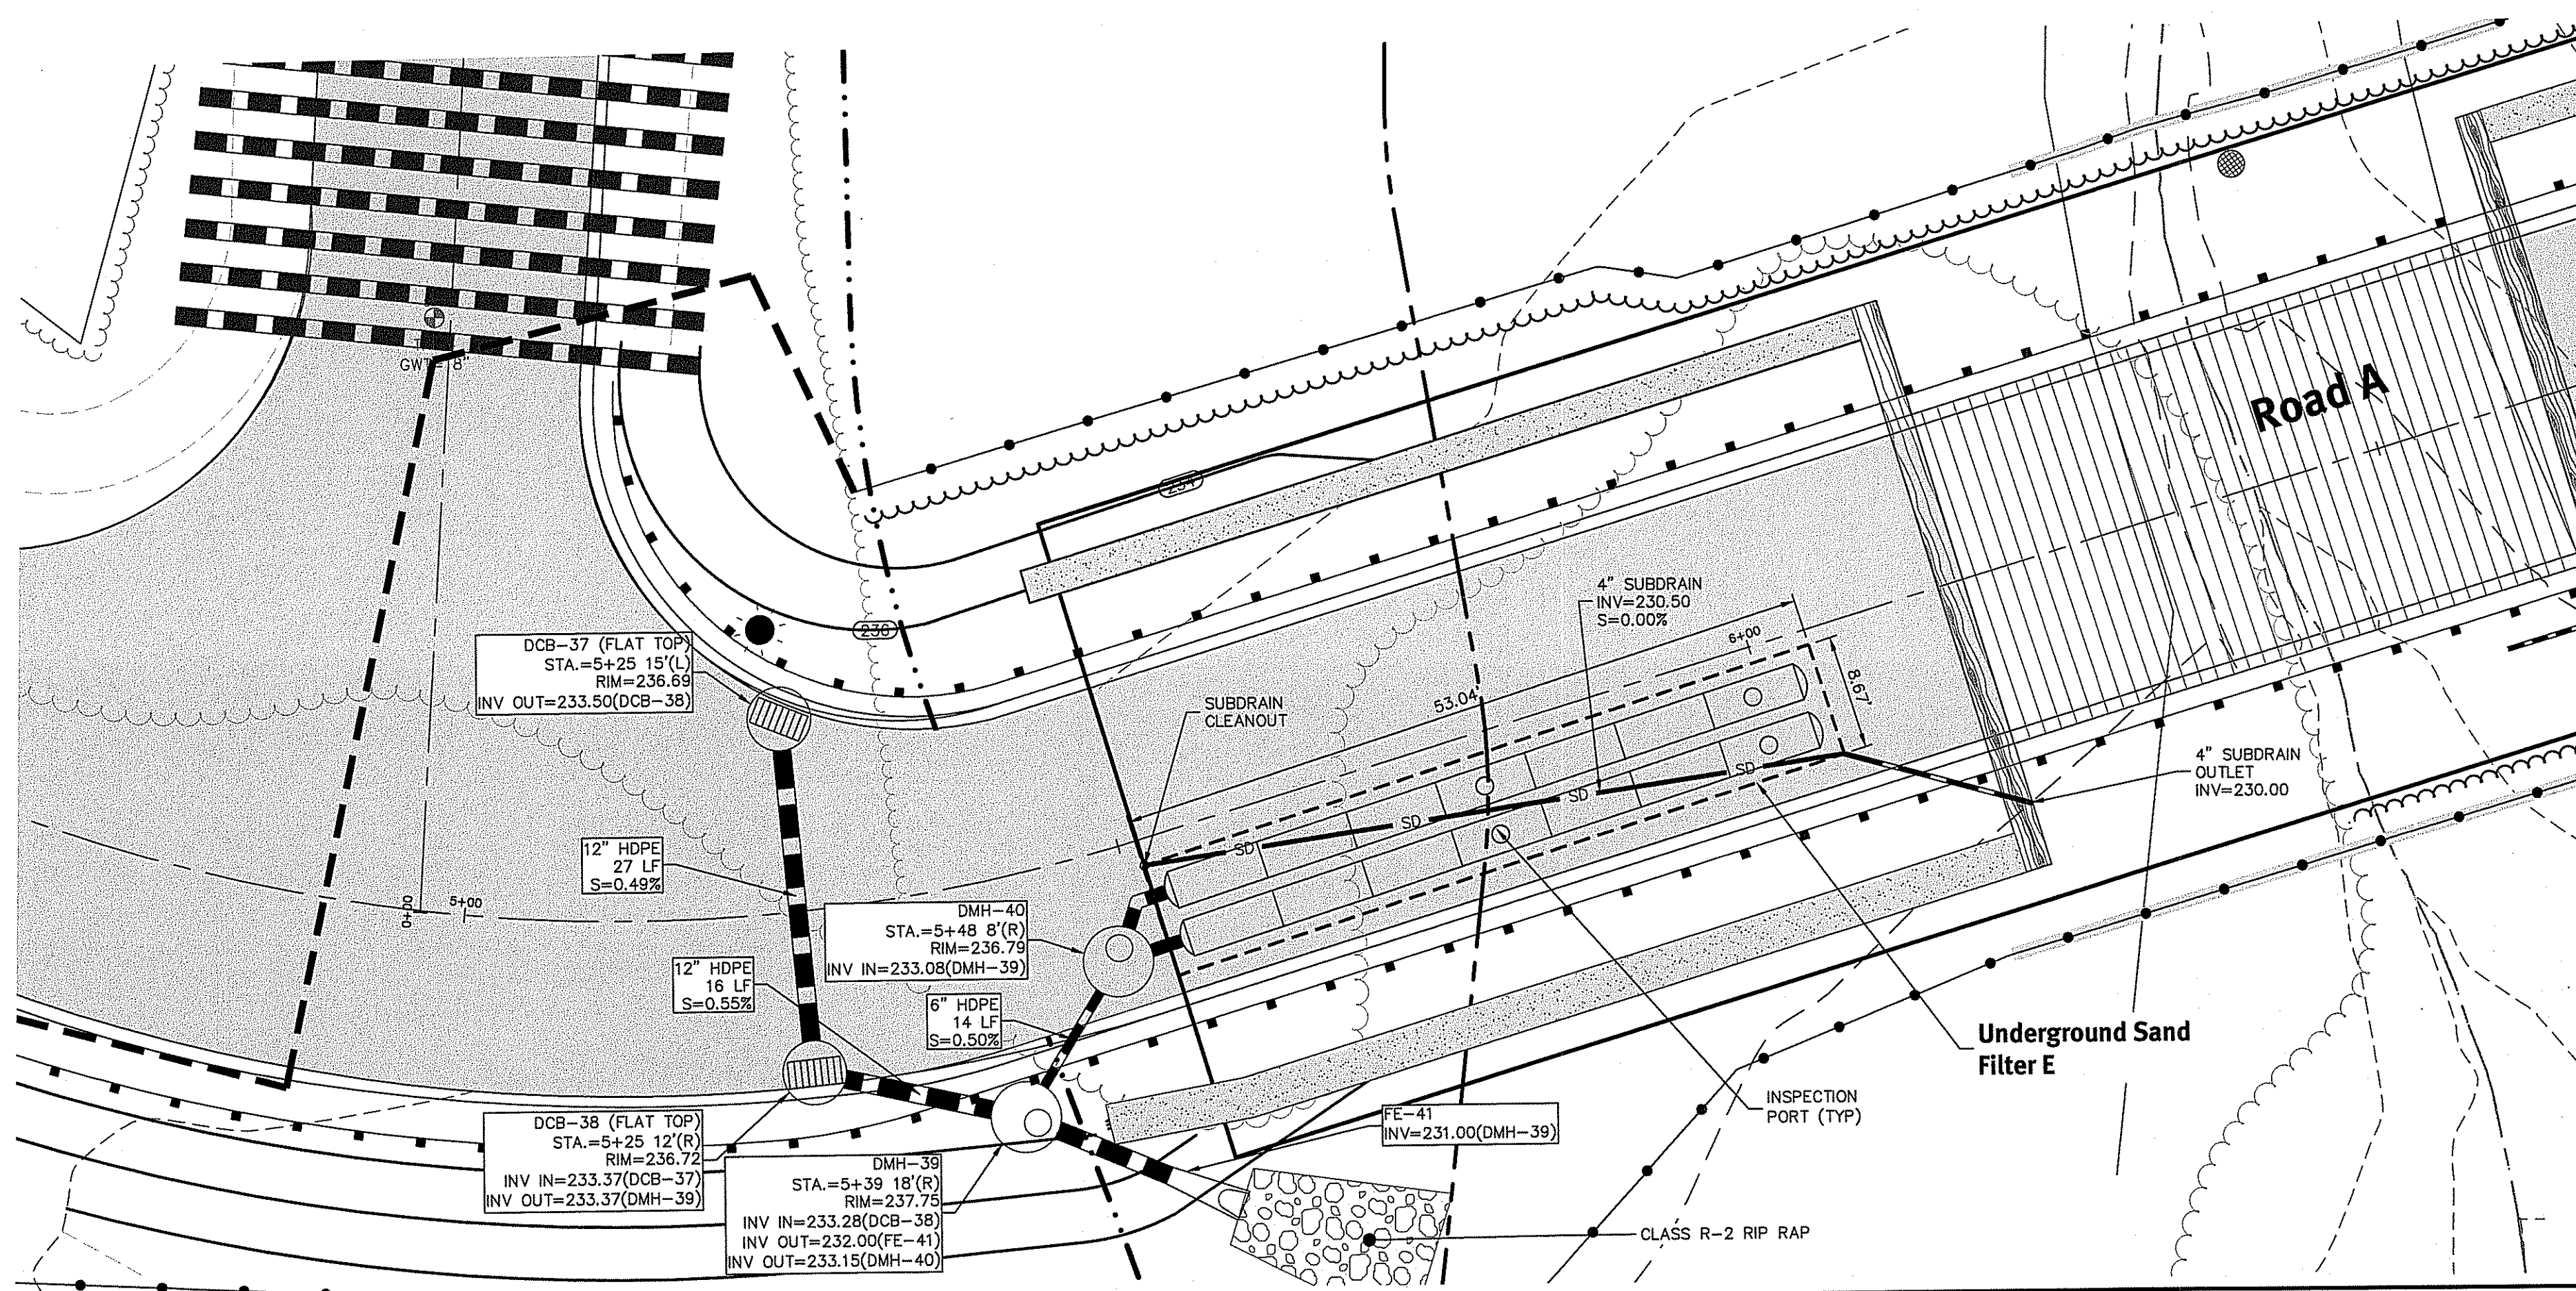 Road A
4" SUBDRAIN
INV=230.50
S=0.00%
6+00
8.67'
53.04'
SUBDRAIN
CLEANOUT
234
236
DCB-37 (FLAT TOP)
STA.=5+25 15'(L)
RIM=236.69
INV OUT=233.50(DCB-38)
4" SUBDRAIN
OUTLET
INV=230.00
SD
SD
SD
SD
12" HDPE
27 LF
S=0.49%
0+00
5+00
DMH-40
STA.=5+48 8'(R)
RIM=236.79
INV IN=233.08(DMH-39)
12" HDPE
16 LF
S=0.55%
6" HDPE
14 LF
S=0.50%
Underground Sand
Filter E
INSPECTION
PORT (TYP)
FE-41
INV=231.00(DMH-39)
DCB-38 (FLAT TOP)
STA.=5+25 12'(R)
RIM=236.72
INV IN=233.37(DCB-37)
INV OUT=233.37(DMH-39)
DMH-39
STA.=5+39 18'(R)
RIM=237.75
INV IN=233.28(DCB-38)
INV OUT=232.00(FE-41)
INV OUT=233.15(DMH-40)
CLASS R-2 RIP RAP